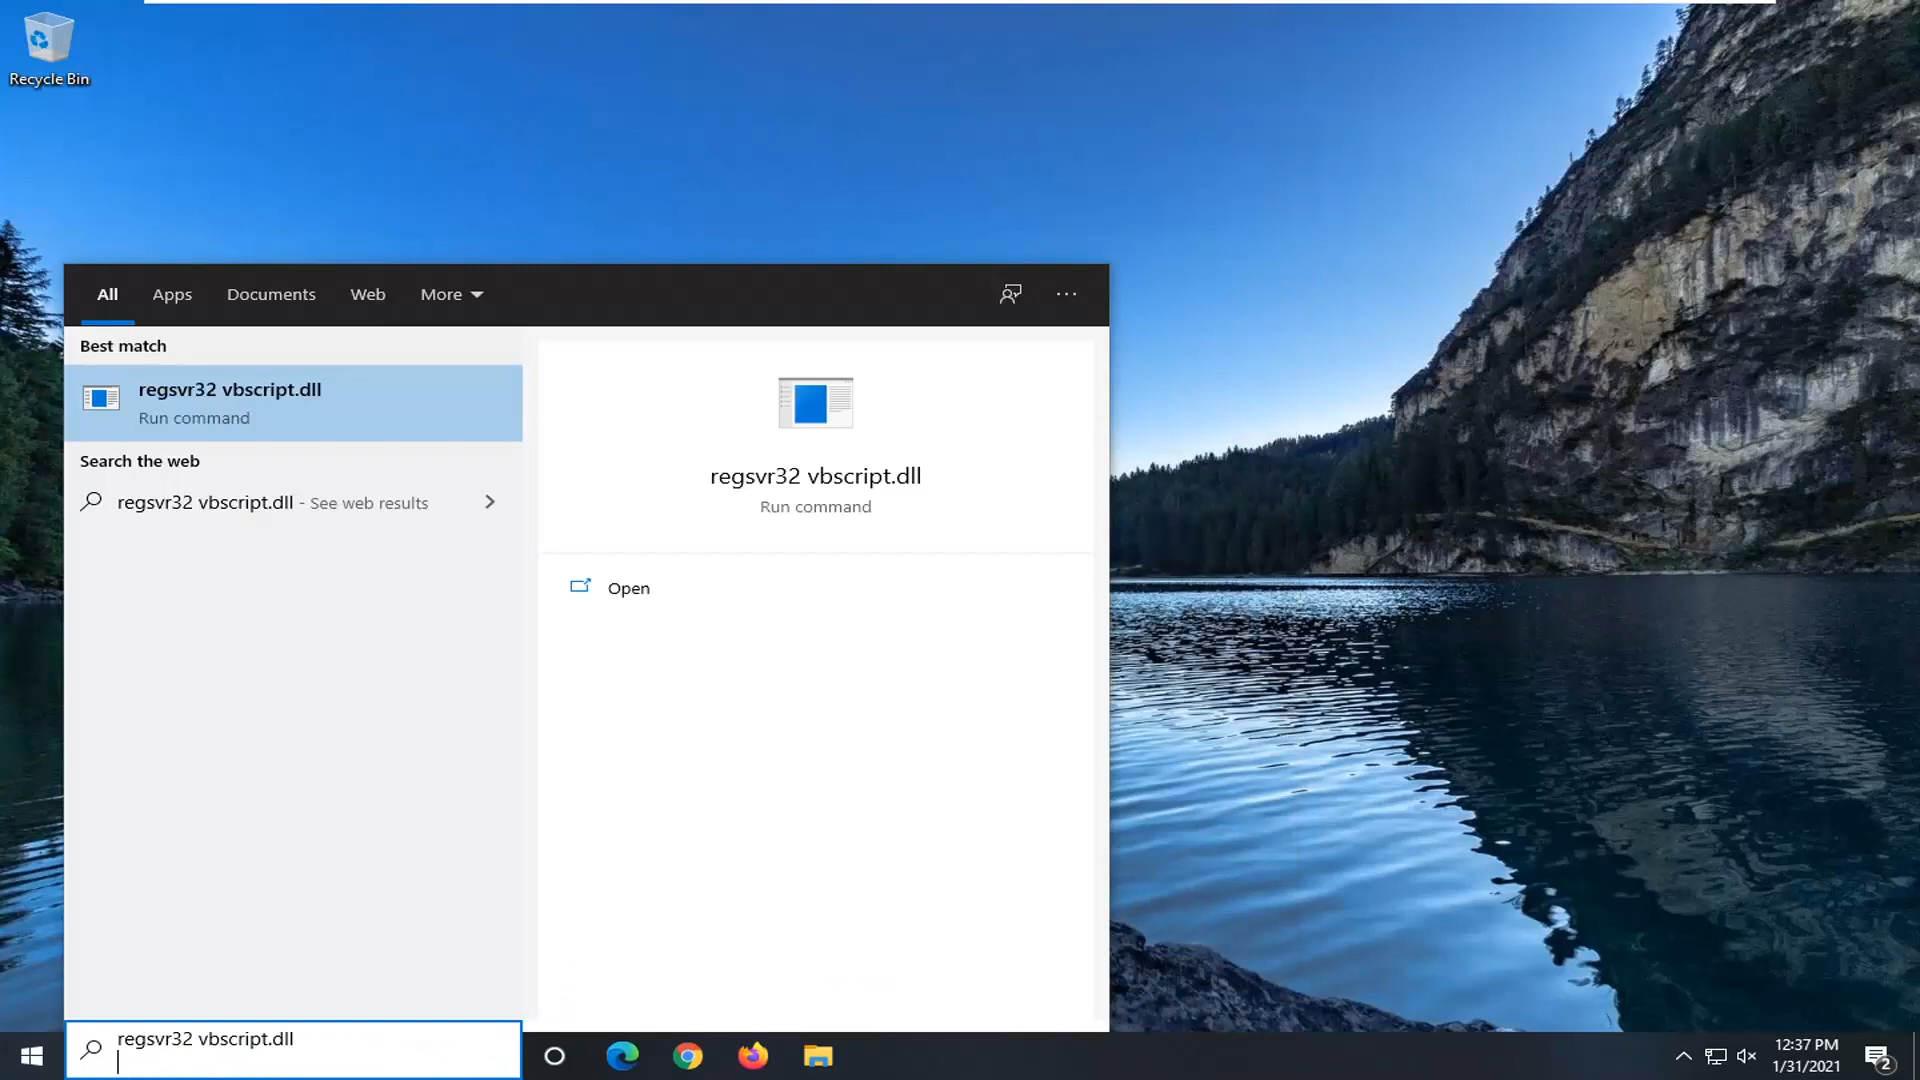 Recycle Bin
All Apps Documents Web More ...
Best match
regsvr32 vbscript.dll
Run command
Search the web
regsvr32 vbscript.dll - See web results
regsvr32 vbscript.dll
Run command
Open
regsvr32 vbscript.dll
12:37 PM
1/31/2021
2